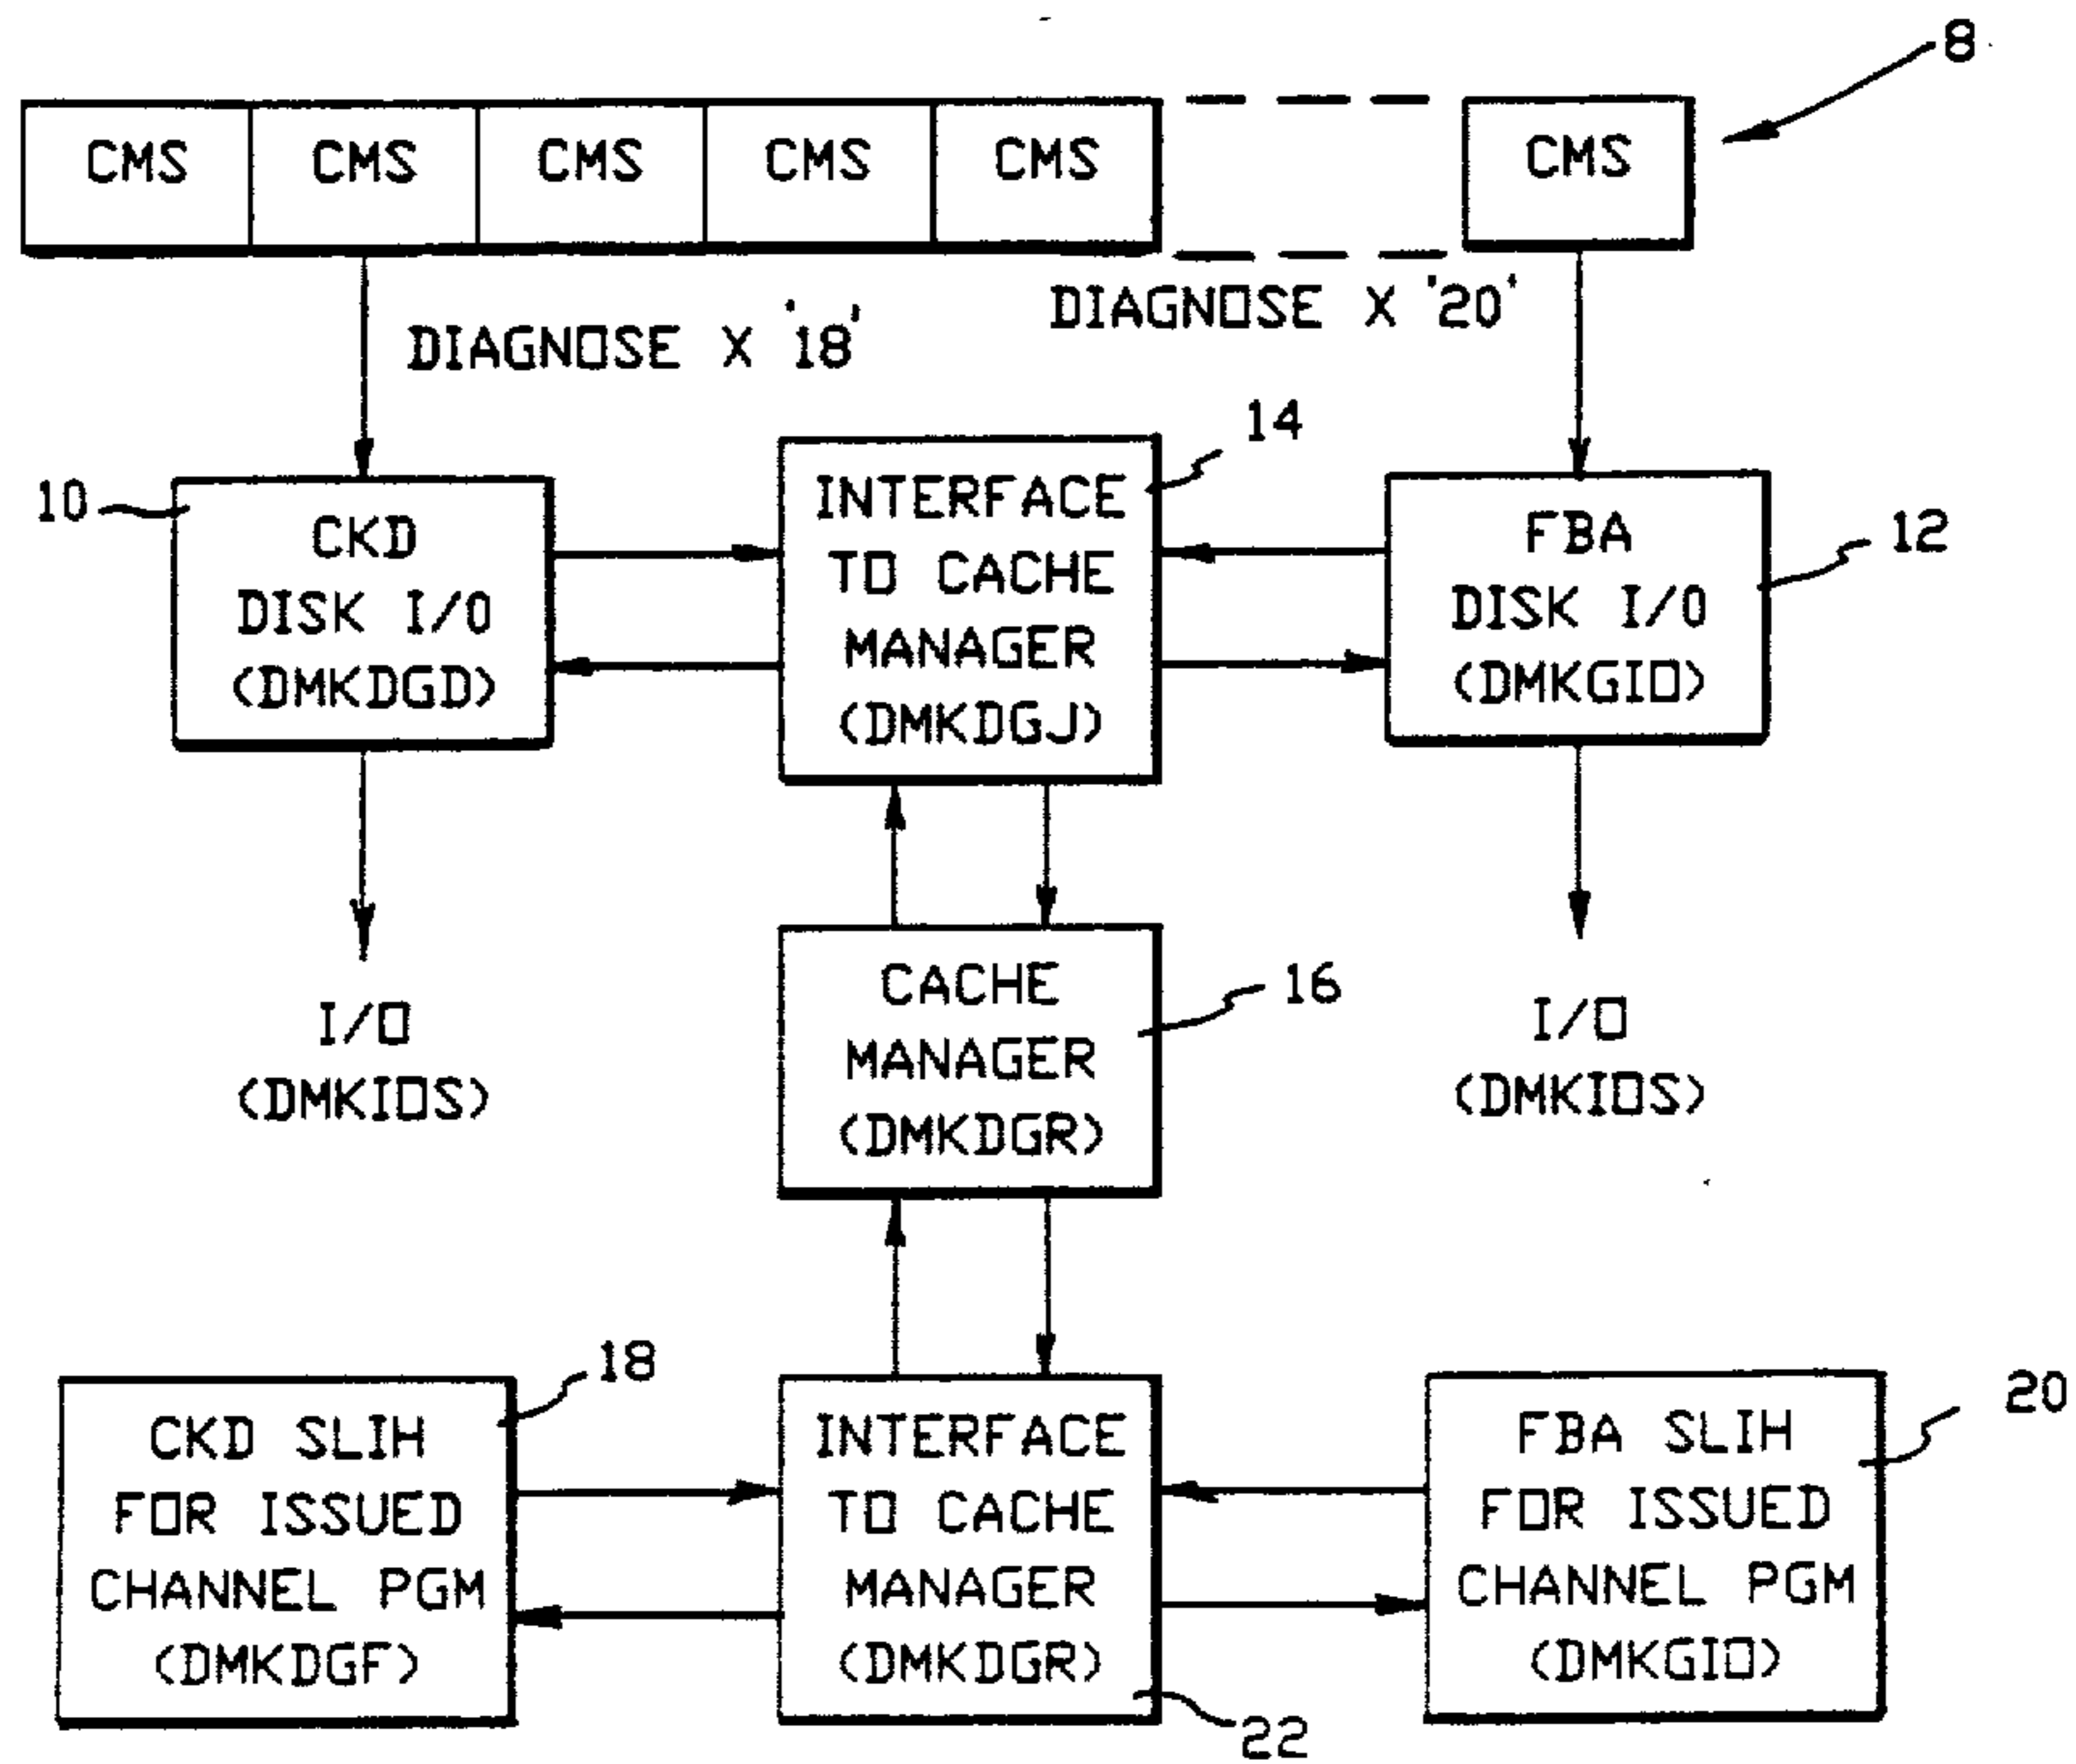 8
CMS CMS CMS CMS CMS CMS
DIAGNOSE X '20'
DIAGNOSE X '18'
14
10
CKD
DISK I/O
(DMKDGD)
INTERFACE
TO CACHE
MANAGER
(DMKDGJ)
FBA
DISK I/O
(DMKGIO)
12
I/O
(DMKIOS)
CACHE
MANAGER
(DMKDGR)
16
I/O
(DMKIOS)
18
CKD SLIH
FOR ISSUED
CHANNEL PGM
(DMKDGF)
INTERFACE
TO CACHE
MANAGER
(DMKDGR)
22
FBA SLIH
FOR ISSUED
CHANNEL PGM
(DMKGIO)
20